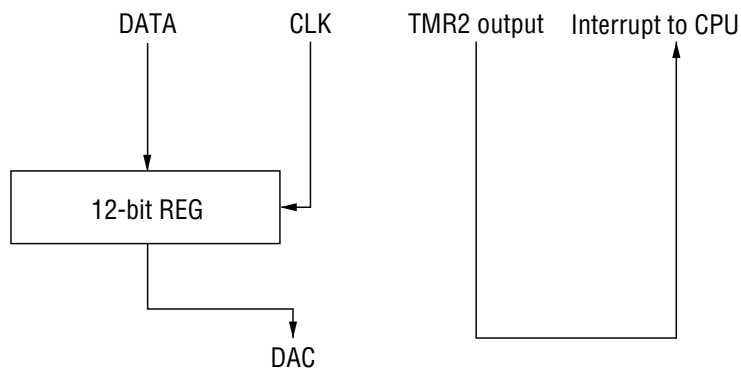 DATA
CLK
TMR2 output
Interrupt to CPU
12-bit REG
DAC